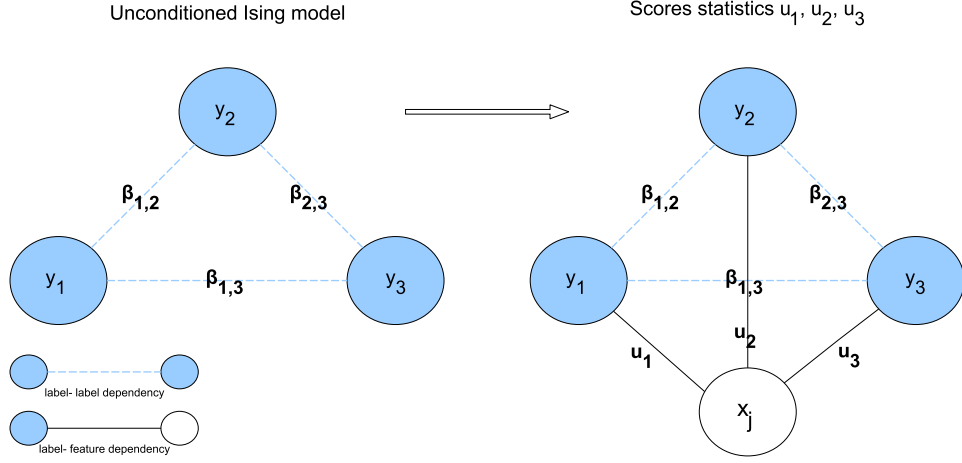 Unconditioned Ising model
Scores statistics u1, u2, u3
y2
β1,2
β2,3
y1
β1,3
y3
y2
β1,2
β2,3
y1
β1,3
y3
u1
u2
u3
xj
label- label dependency
label- feature dependency